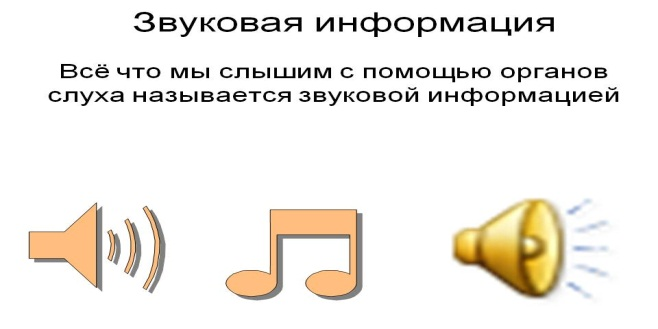 Звуковая информация
Всё что мы слышим с помощью органов
слуха называется звуковой информацией